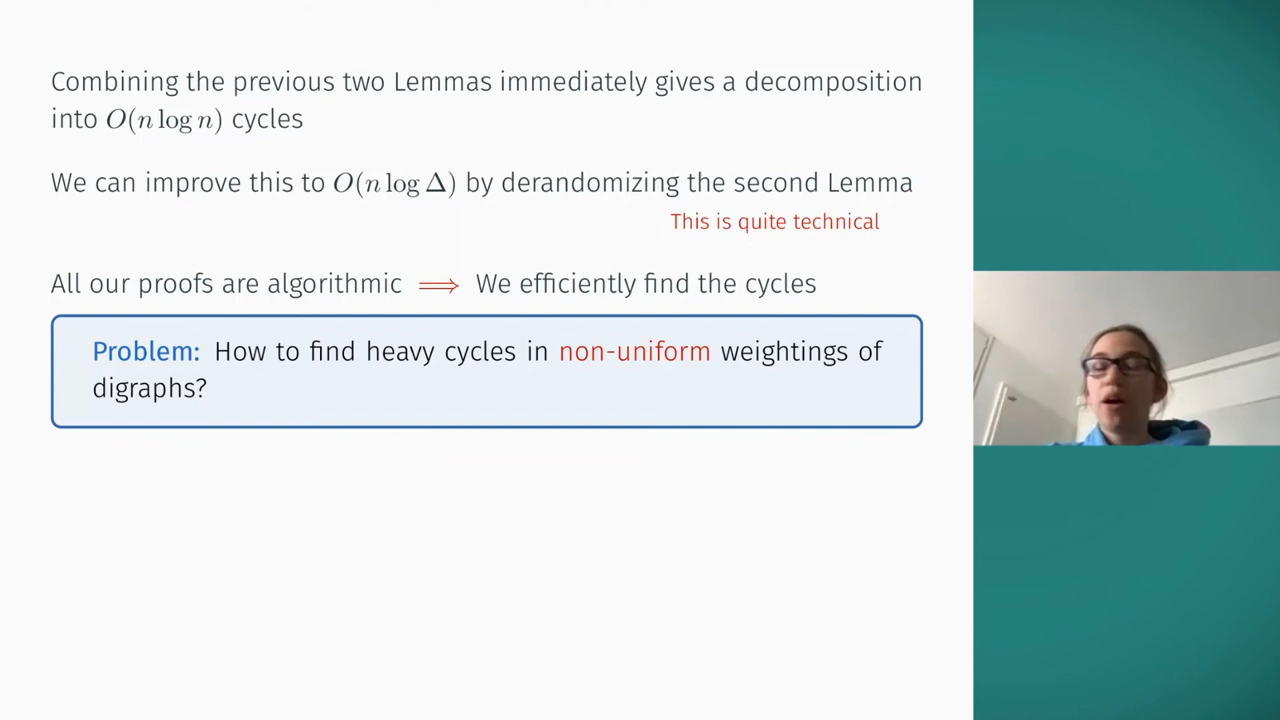 Combining the previous two Lemmas immediately gives a decomposition
into O(n log n) cycles
We can improve this to O(n log Δ) by derandomizing the second Lemma
This is quite technical
All our proofs are algorithmic ⟹ We efficiently find the cycles
Problem: How to find heavy cycles in non-uniform weightings of
digraphs?